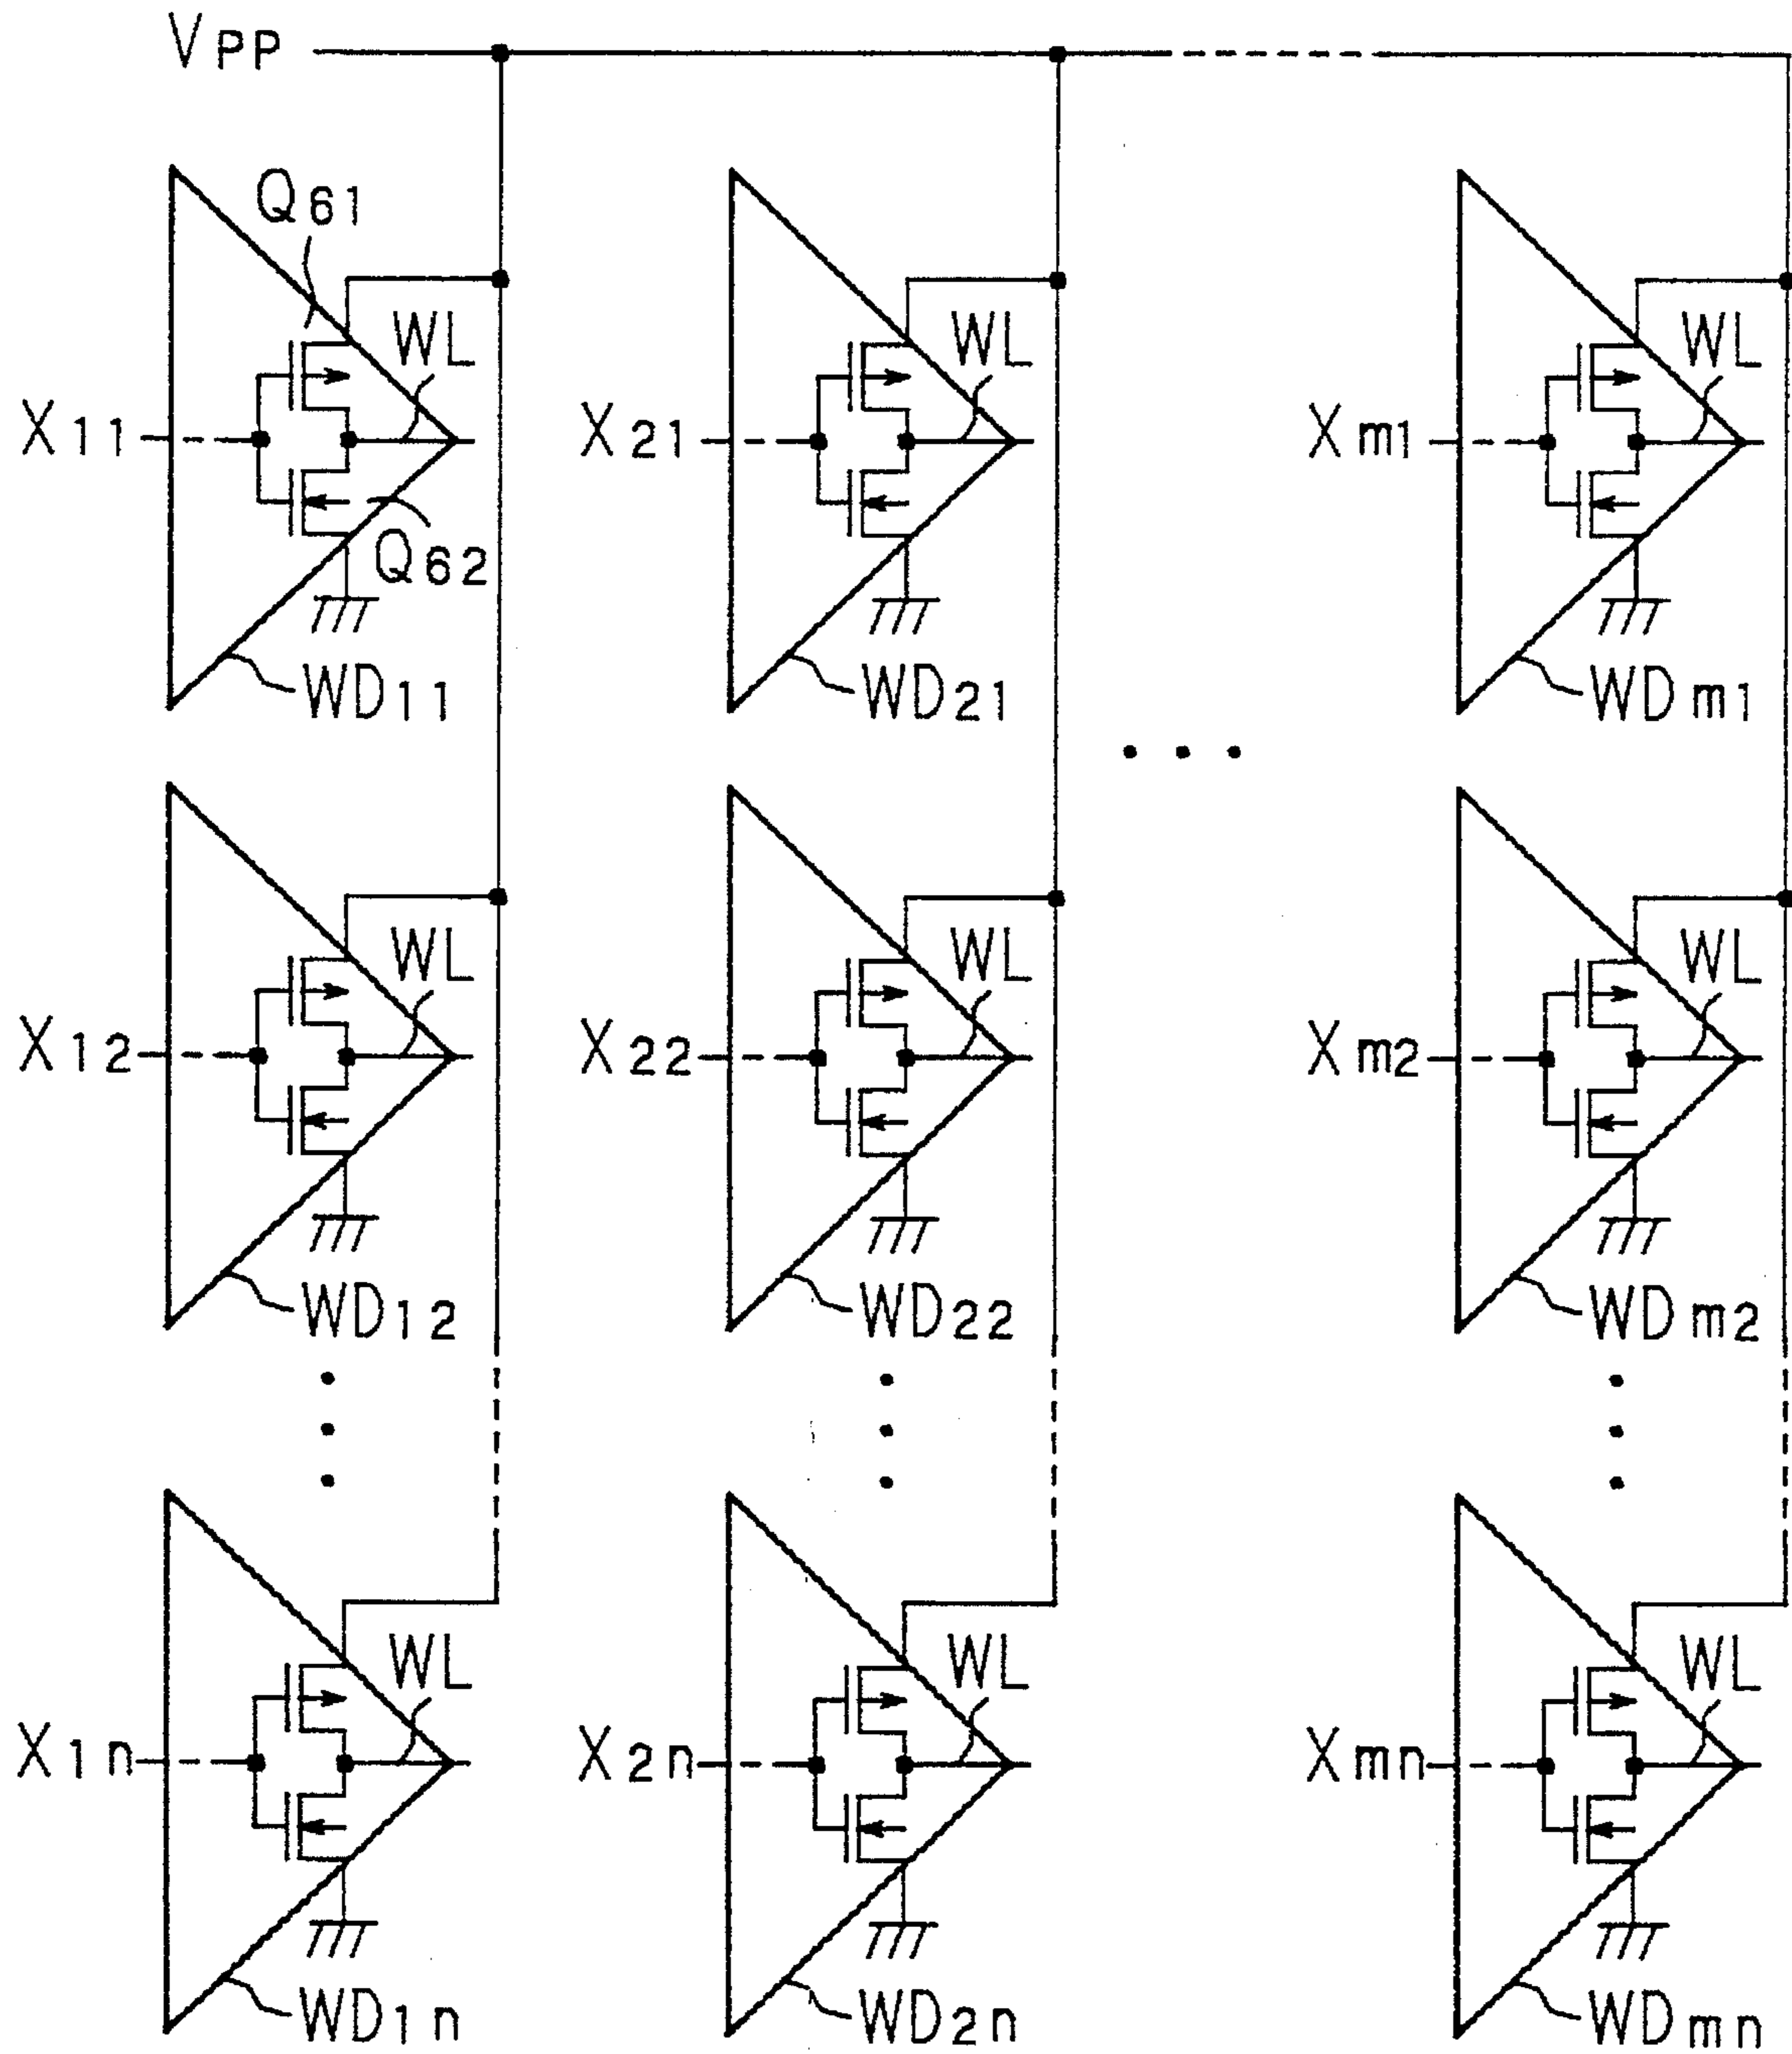 VPP
Q61
WL WL WL
X11 X21 Xm1
Q62
WD11 WD21 WDm1
WL WL WL
X12 X22 Xm2
WD12 WD22 WDm2
WL WL WL
X1n X2n Xmn
WD1n WD2n WDmn